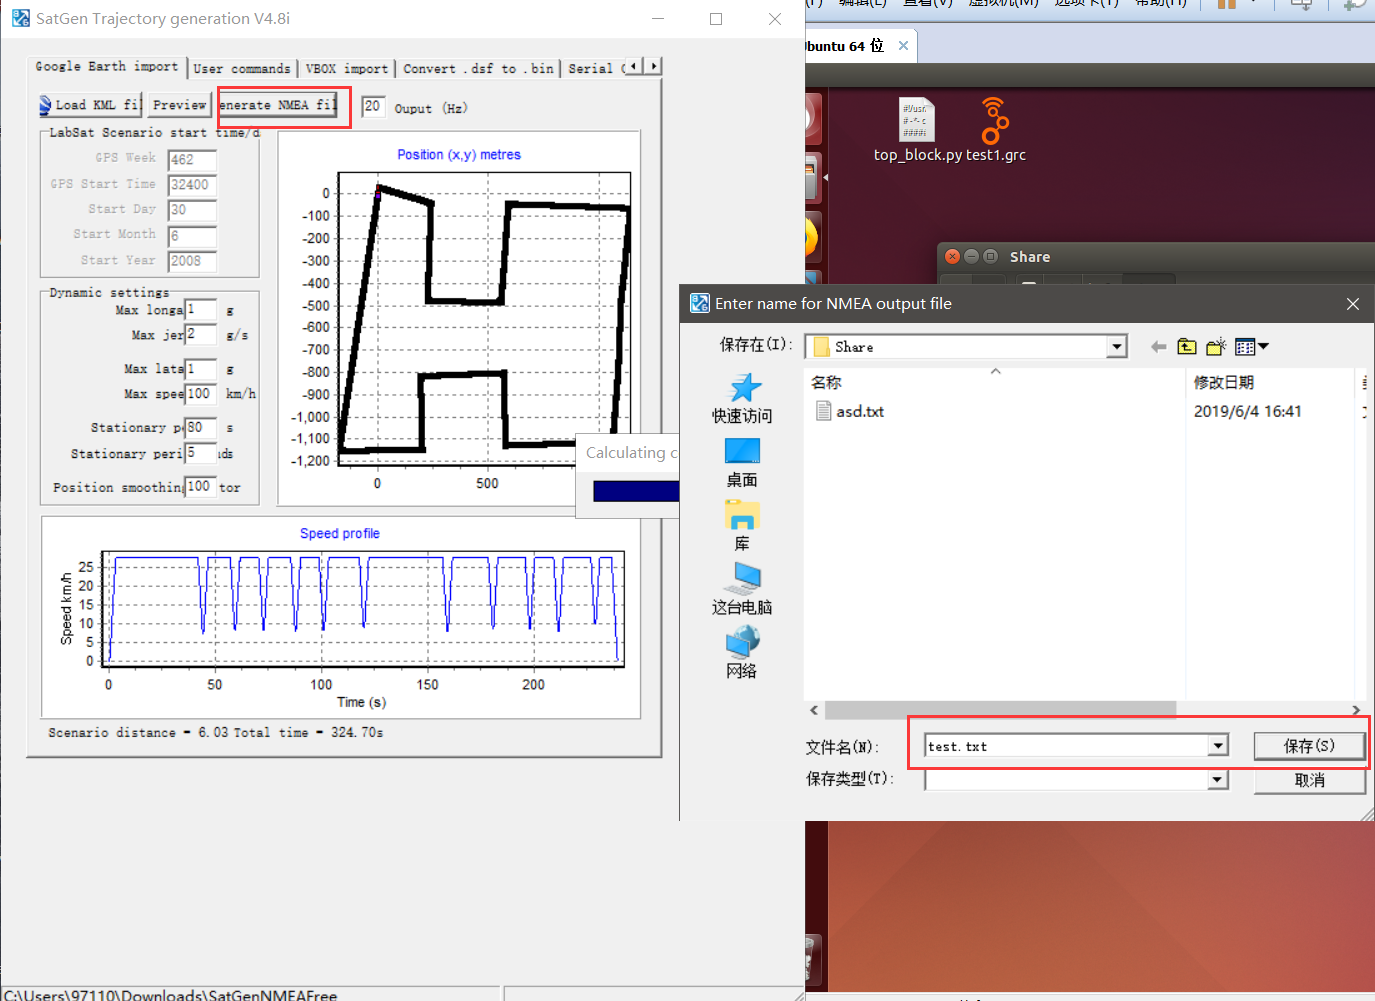 SatGen Trajectory generation V4.8i
编辑(E) 查看(V) 虚拟机(M) 选项卡(T) 帮助(H)
Ubuntu 64 位
Google Earth import
User commands
VBOX import
Convert .dsf to .bin
Serial
Load KML fi
Preview
enerate NMEA fil
20
Ouput (Hz)
LabSat Scenario start time/d
GPS Week 462
GPS Start Time 32400
Start Day 30
Start Month 6
Start Year 2008
Dynamic settings
Max longa 1 g
Max jer 2 g/s
Max lata 1 g
Max spee 100 km/h
Stationary p 80 s
Stationary peri 5 ds
Position smoothin 100 tor
Position (x,y) metres
0
-100
-200
-300
-400
-500
-600
-700
-800
-900
-1,000
-1,100
-1,200
0 500
Calculating c
Speed profile
Speed km/h
25
20
15
10
5
0
0 50 100 150 200
Time (s)
Scenario distance = 6.03 Total time = 324.70s
C:\Users\97110\Downloads\SatGenNMEAFree
#!/usr/
# -*- c
#####
top_block.py test1.grc
Share
Enter name for NMEA output file
保存在(I): Share
快速访问
桌面
库
这台电脑
网络
名称 修改日期
asd.txt 2019/6/4 16:41
文件名(N): test.txt 保存(S)
保存类型(T): 取消